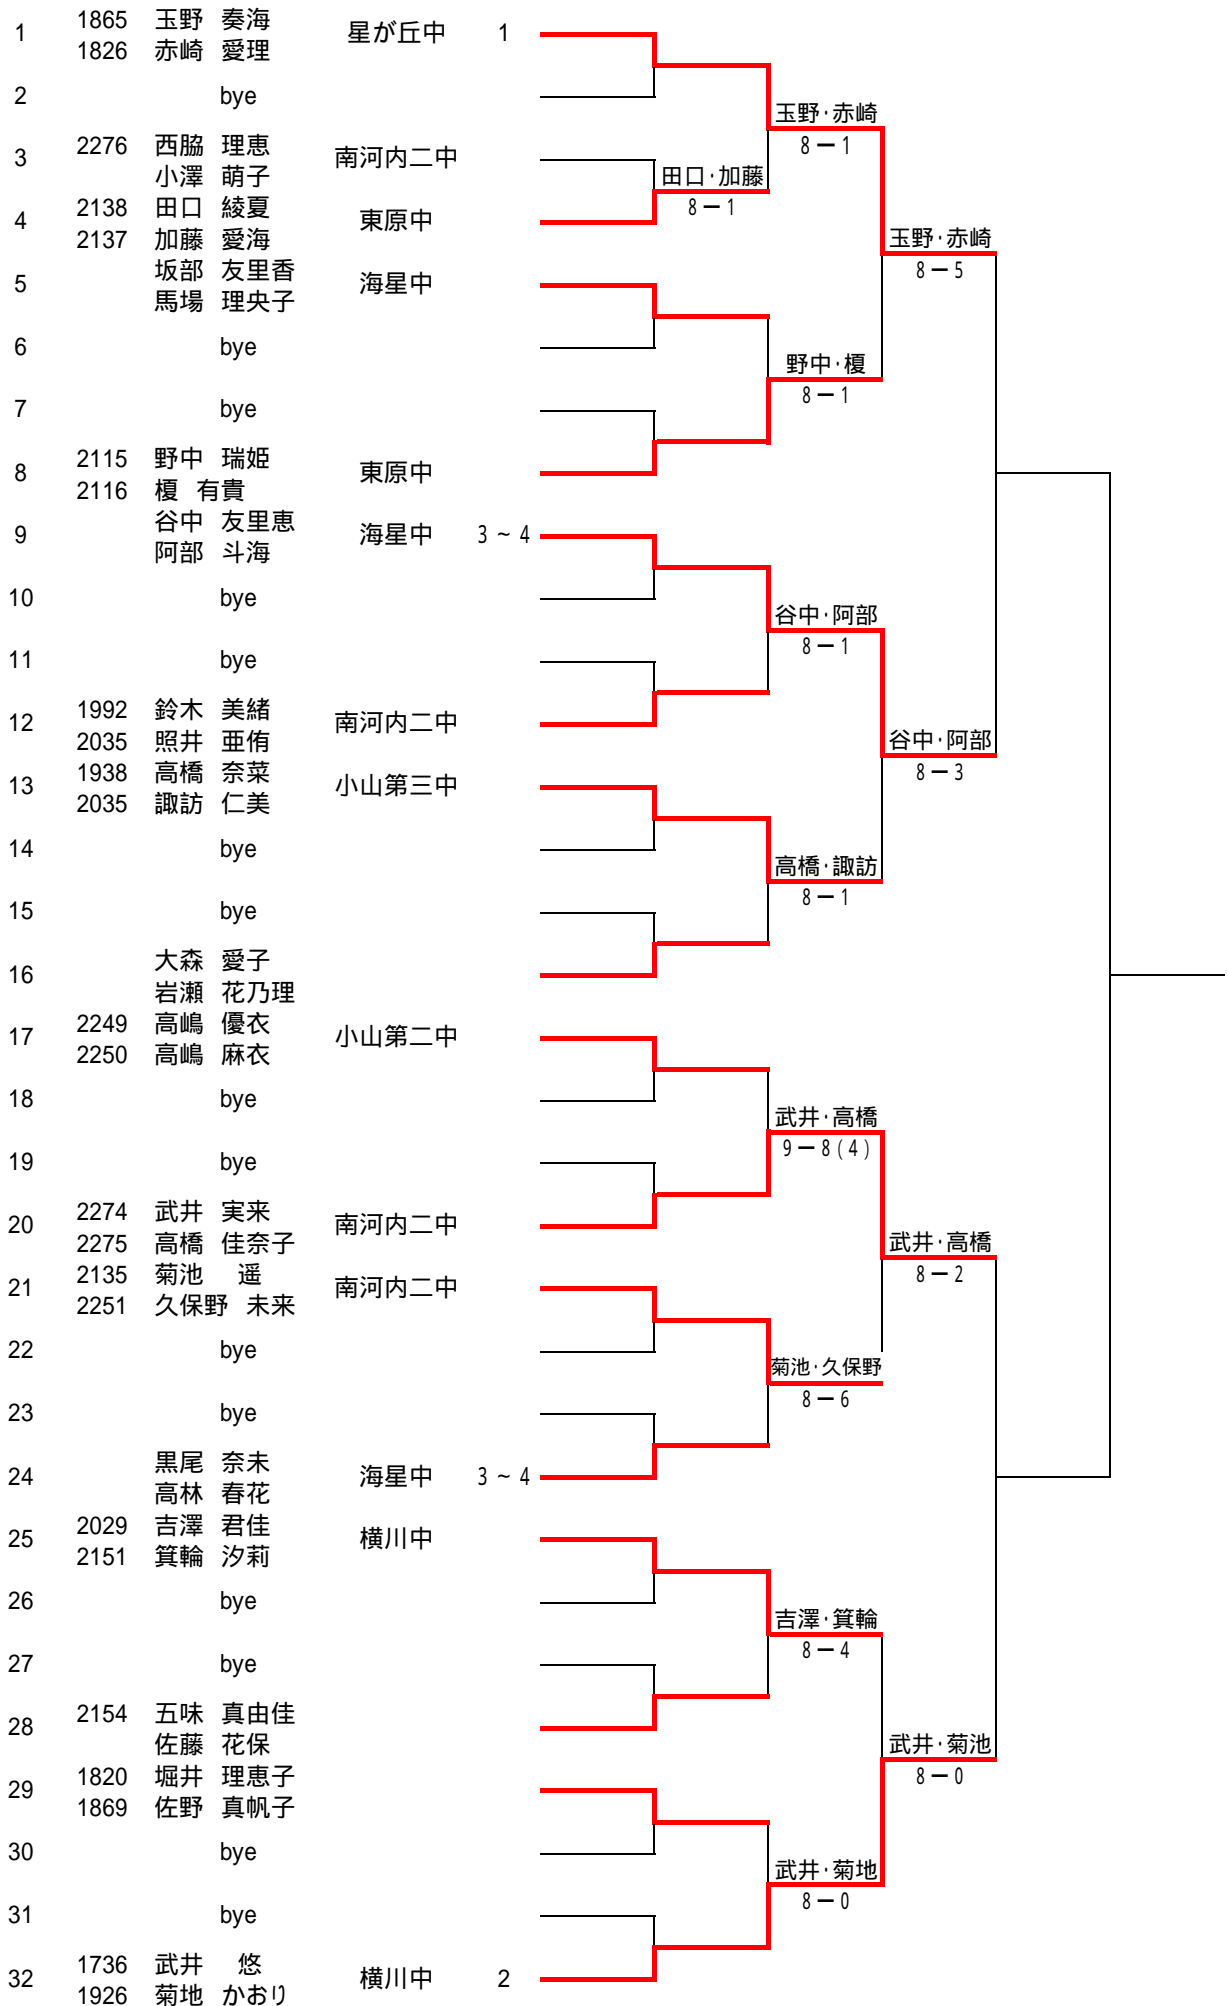 1 1865 玉野 奏海 星が丘中 1
1826 赤崎 愛理
2 bye
玉野・赤崎
8ー1
3 2276 西脇 理恵 南河内二中
小澤 萌子
田口・加藤
8ー1
4 2138 田口 綾夏 東原中
2137 加藤 愛海
玉野・赤崎
8ー5
5 坂部 友里香 海星中
馬場 理央子
6 bye
野中・榎
8ー1
7 bye
8 2115 野中 瑞姫 東原中
2116 榎 有貴
9 谷中 友里恵 海星中 3~4
阿部 斗海
10 bye
谷中・阿部
8ー1
11 bye
12 1992 鈴木 美緒 南河内二中
2035 照井 亜侑
谷中・阿部
8ー3
13 1938 高橋 奈菜 小山第三中
2035 諏訪 仁美
14 bye
高橋・諏訪
8ー1
15 bye
16 大森 愛子
岩瀬 花乃理
17 2249 高嶋 優衣 小山第二中
2250 高嶋 麻衣
18 bye
武井・高橋
9ー8(4)
19 bye
20 2274 武井 実来 南河内二中
2275 高橋 佳奈子
武井・高橋
8ー2
21 2135 菊池 遥 南河内二中
2251 久保野 未来
22 bye
菊池・久保野
8ー6
23 bye
24 黒尾 奈未 海星中 3~4
高林 春花
25 2029 吉澤 君佳 横川中
2151 箕輪 汐莉
26 bye
吉澤・箕輪
8ー4
27 bye
28 2154 五味 真由佳
佐藤 花保
武井・菊池
8ー0
29 1820 堀井 理恵子
1869 佐野 真帆子
30 bye
武井・菊地
8ー0
31 bye
32 1736 武井 悠 横川中 2
1926 菊地 かおり